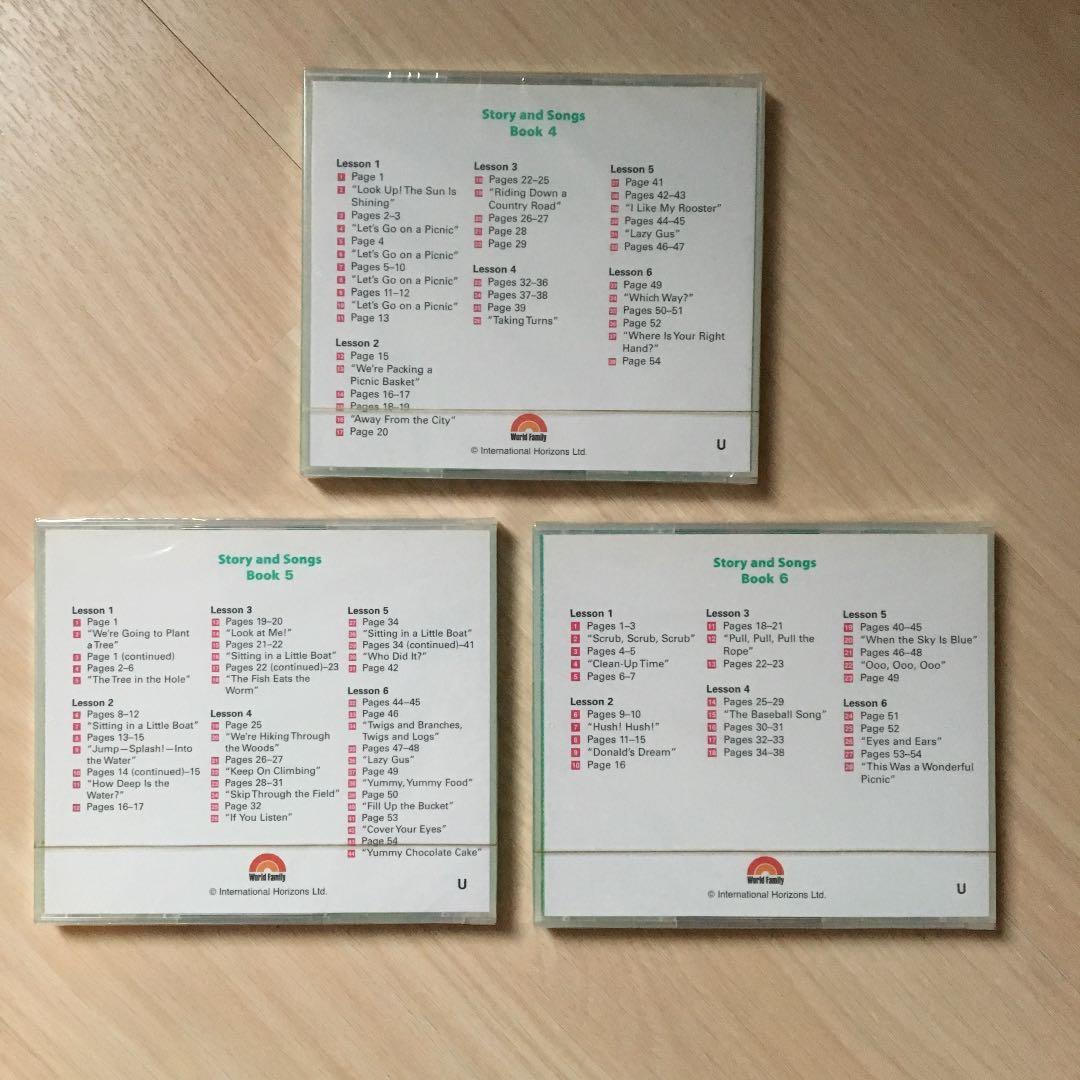 Story and Songs
Book 4
Lesson 1
1 Page 1
2 "Look Up! The Sun Is
Shining"
3 Pages 2–3
4 "Let's Go on a Picnic"
5 Page 4
6 "Let's Go on a Picnic"
7 Pages 5–10
8 "Let's Go on a Picnic"
9 Pages 11–12
10 "Let's Go on a Picnic"
11 Page 13
Lesson 2
12 Page 15
13 "We're Packing a
Picnic Basket"
14 Pages 16–17
15 Pages 18–19
16 "Away From the City"
17 Page 20
Lesson 3
18 Pages 22–25
19 "Riding Down a
Country Road"
20 Pages 26–27
21 Page 28
22 Page 29
Lesson 4
23 Pages 32–36
24 Pages 37–38
25 Page 39
26 "Taking Turns"
Lesson 5
27 Page 41
28 Pages 42–43
29 "I Like My Rooster"
30 Pages 44–45
31 "Lazy Gus"
32 Pages 46–47
Lesson 6
33 Page 49
34 "Which Way?"
35 Pages 50–51
36 Page 52
37 "Where Is Your Right
Hand?"
38 Page 54
World Family
© International Horizons Ltd.
U
Story and Songs
Book 5
Lesson 1
1 Page 1
2 "We're Going to Plant
a Tree"
3 Page 1 (continued)
4 Pages 2–6
5 "The Tree in the Hole"
Lesson 2
6 Pages 8–12
7 "Sitting in a Little Boat"
8 Pages 13–15
9 "Jump—Splash!—Into
the Water"
10 Pages 14 (continued)–15
11 "How Deep Is the
Water?"
12 Pages 16–17
Lesson 3
13 Pages 19–20
14 "Look at Me!"
15 Pages 21–22
16 "Sitting in a Little Boat"
17 Pages 22 (continued)–23
18 "The Fish Eats the
Worm"
Lesson 4
19 Page 25
20 "We're Hiking Through
the Woods"
21 Pages 26–27
22 "Keep On Climbing"
23 Pages 28–31
24 "Skip Through the Field"
25 Page 32
26 "If You Listen"
Lesson 5
27 Page 34
28 "Sitting in a Little Boat"
29 Pages 34 (continued)–41
30 "Who Did It?"
31 Page 42
Lesson 6
32 Pages 44–45
33 Page 46
34 "Twigs and Branches,
Twigs and Logs"
35 Pages 47–48
36 "Lazy Gus"
37 Page 49
38 "Yummy, Yummy Food"
39 Page 50
40 "Fill Up the Bucket"
41 Page 53
42 "Cover Your Eyes"
43 Page 54
44 "Yummy Chocolate Cake"
World Family
© International Horizons Ltd.
U
Story and Songs
Book 6
Lesson 1
1 Pages 1–3
2 "Scrub, Scrub, Scrub"
3 Pages 4–5
4 "Clean-Up Time"
5 Pages 6–7
Lesson 2
6 Pages 9–10
7 "Hush! Hush!"
8 Pages 11–15
9 "Donald's Dream"
10 Page 16
Lesson 3
11 Pages 18–21
12 "Pull, Pull, Pull the
Rope"
13 Pages 22–23
Lesson 4
14 Pages 25–29
15 "The Baseball Song"
16 Pages 30–31
17 Pages 32–33
18 Pages 34–38
Lesson 5
19 Pages 40–45
20 "When the Sky Is Blue"
21 Pages 46–48
22 "Ooo, Ooo, Ooo"
23 Page 49
Lesson 6
24 Page 51
25 Page 52
26 "Eyes and Ears"
27 Pages 53–54
28 "This Was a Wonderful
Picnic"
World Family
© International Horizons Ltd.
U